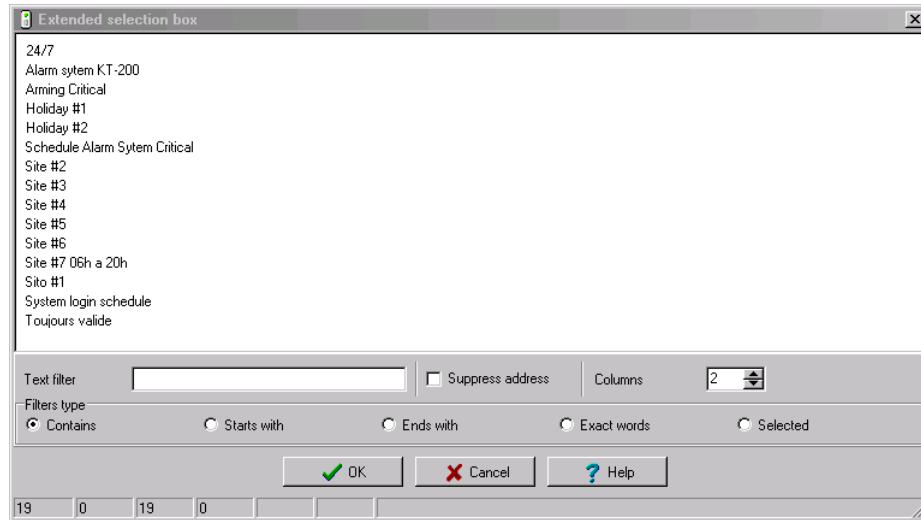 Extended selection box
24/7
Alarm sytem KT-200
Arming Critical
Holiday #1
Holiday #2
Schedule Alarm Sytem Critical
Site #2
Site #3
Site #4
Site #5
Site #6
Site #7 06h a 20h
Sito #1
System login schedule
Toujours valide
Text filter Suppress address Columns 2
Filters type
Contains Starts with Ends with Exact words Selected
OK Cancel Help
19 0 19 0